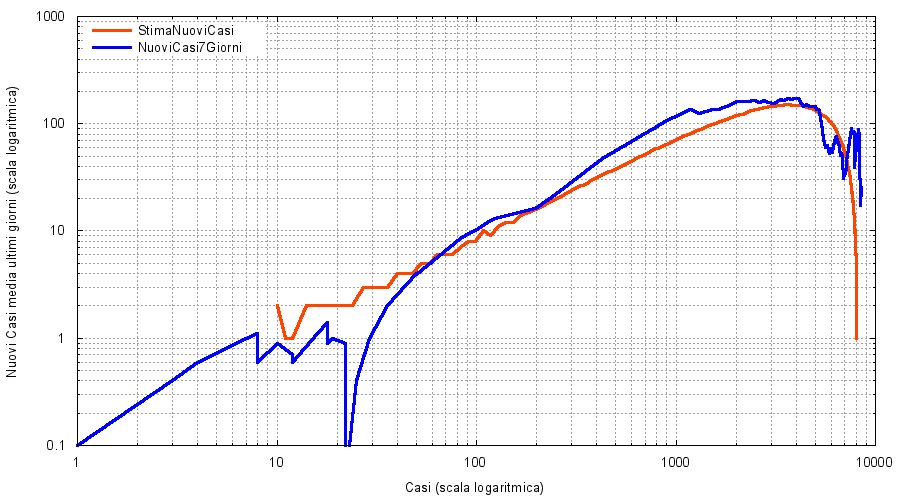 1000
StimaNuoviCasi
NuoviCasi7Giorni
100
10
1
0.1
Nuovi Casi media ultimi giorni (scala logaritmica)
1 10 100 1000 10000
Casi (scala logaritmica)